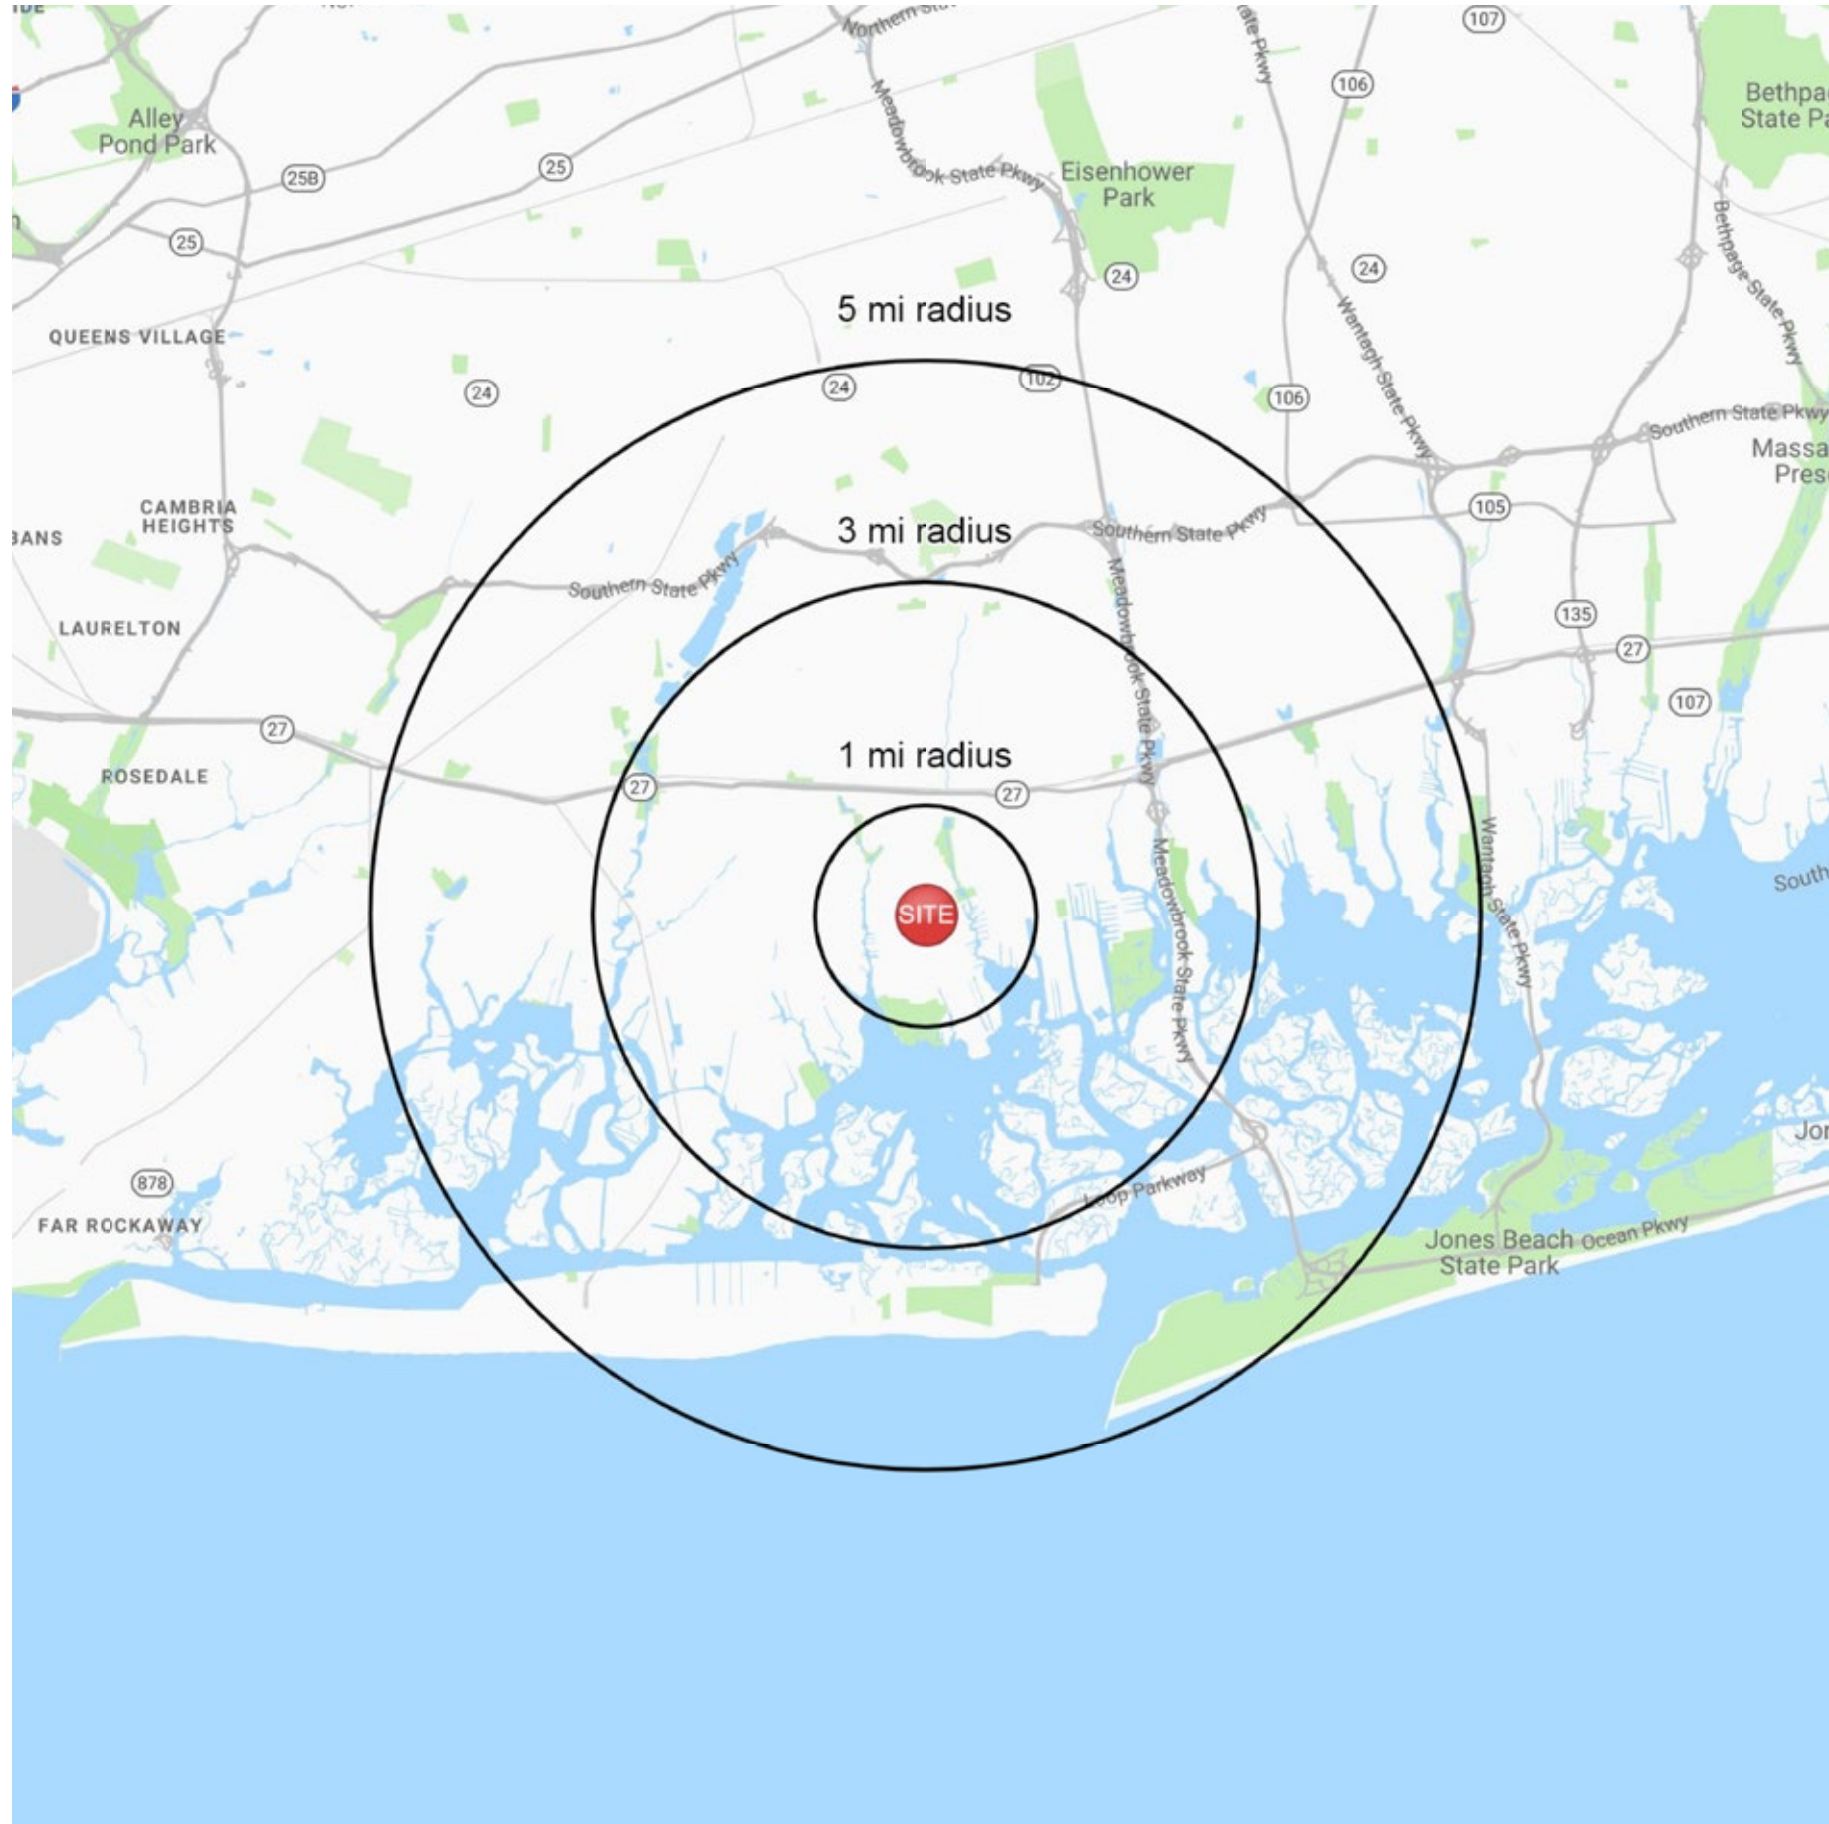 Northern Sta
107
106
Alley
Pond Park
Bethpa
State Pa
Meadowbrook State Pkwy
25
25B
Eisenhower
Park
25
Bethpage State Pkwy
24
24
5 mi radius
Wantagh State Pkwy
QUEENS VILLAGE
24
24
102
106
Southern State Pkwy
Massa
Pres
CAMBRIA
HEIGHTS
105
3 mi radius
Southern State Pkwy
BANS
Southern State Pkwy
Meadowbrook State Pkwy
LAURELTON
135
27
107
27
1 mi radius
ROSEDALE
27
27
Meadowbrook State Pkwy
Wantagh State Pkwy
South
SITE
Jor
878
Loop Parkway
FAR ROCKAWAY
Ocean Pkwy
Jones Beach
State Park